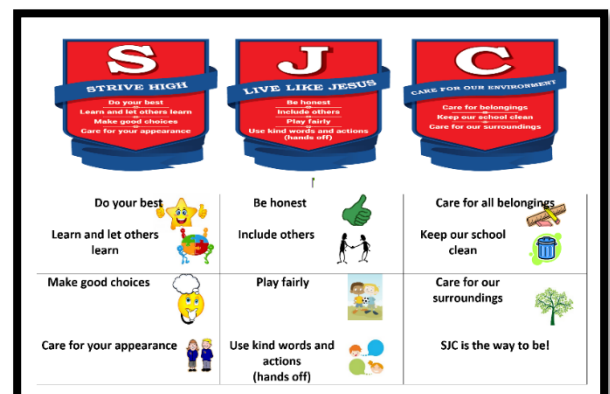 S
STRIVE HIGH
Do your best
Learn and let others learn
Make good choices
Care for your appearance
J
LIVE LIKE JESUS
Be honest
Include others
Play fairly
Use kind words and actions
(hands off)
C
CARE FOR OUR ENVIRONMENT
Care for belongings
Keep our school clean
Care for our surroundings
Do your best
Be honest
Care for all belongings
Learn and let others
learn
Include others
Keep our school
clean
Make good choices
Play fairly
Care for our
surroundings
Care for your appearance
Use kind words and
actions
(hands off)
SJC is the way to be!